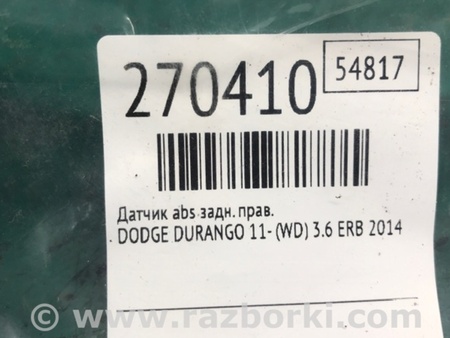 270410
54817
Датчик abs задн. прав.
DODGE DURANGO 11- (WD) 3.6 ERB 2014
© www.razborki.com